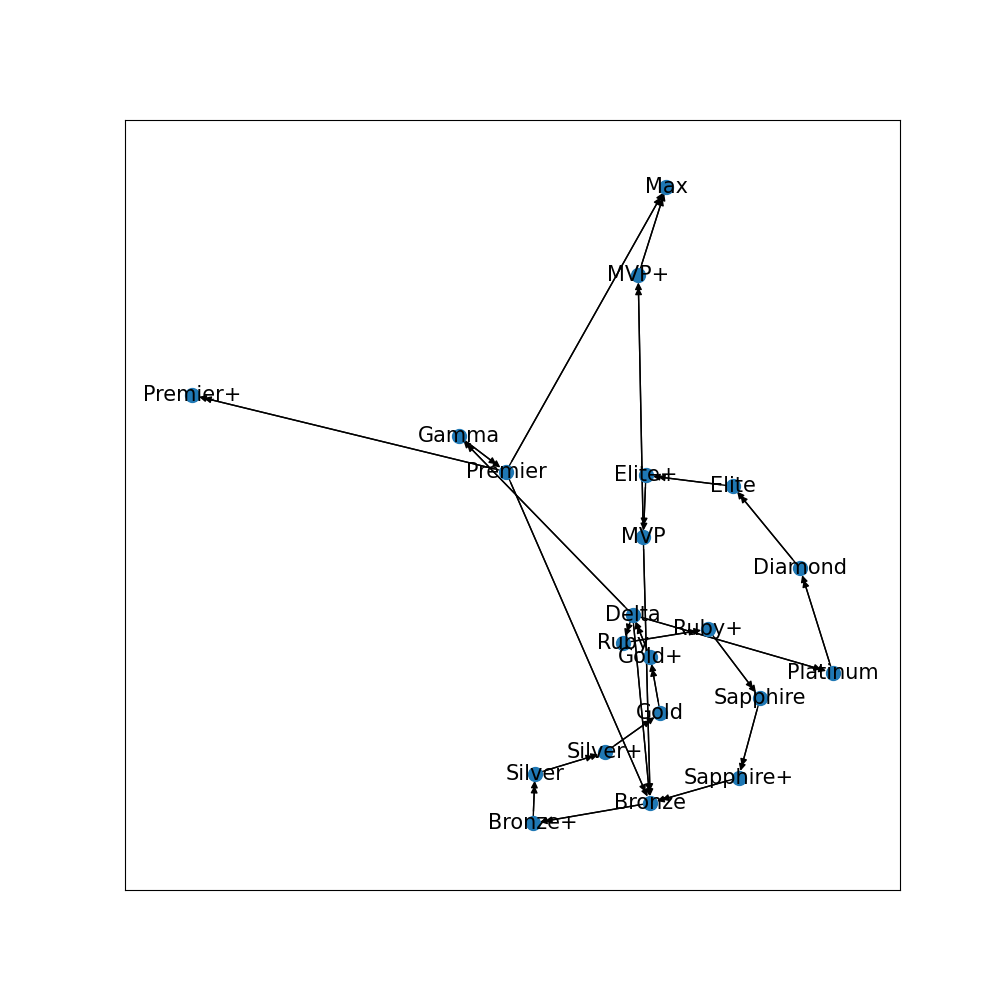 Max
MVP+
Premier+
Gamma
Premier
Elite+
Elite
MVP
Diamond
Delta
Ruby+
Ruby
Gold+
Platinum
Sapphire
Gold
Silver+
Silver
Sapphire+
Bronze
Bronze+